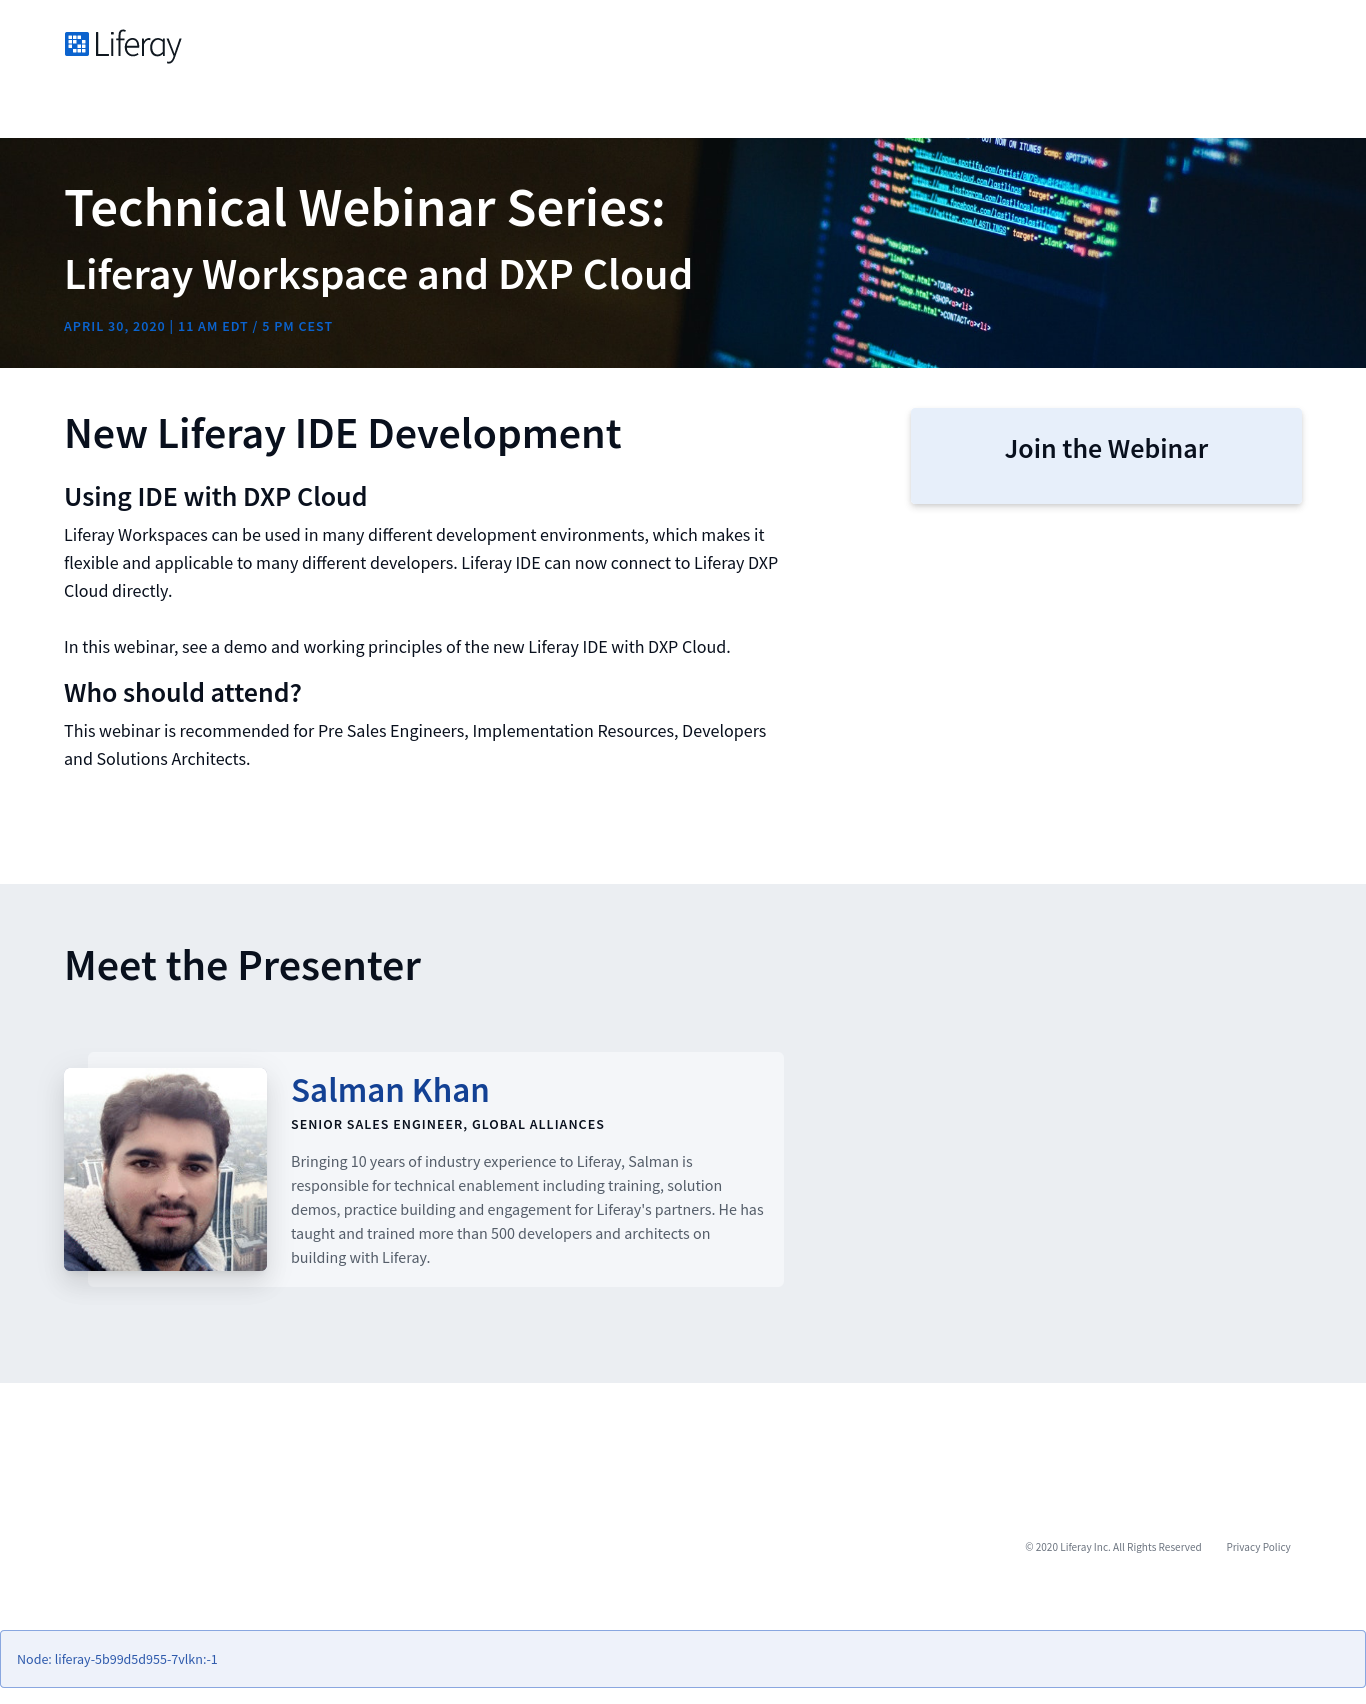 Liferay
Technical Webinar Series:
Liferay Workspace and DXP Cloud
APRIL 30, 2020 | 11 AM EDT / 5 PM CEST
New Liferay IDE Development
Using IDE with DXP Cloud
Liferay Workspaces can be used in many different development environments, which makes it
flexible and applicable to many different developers. Liferay IDE can now connect to Liferay DXP
Cloud directly.
In this webinar, see a demo and working principles of the new Liferay IDE with DXP Cloud.
Who should attend?
This webinar is recommended for Pre Sales Engineers, Implementation Resources, Developers
and Solutions Architects.
Join the Webinar
Meet the Presenter
Salman Khan
SENIOR SALES ENGINEER, GLOBAL ALLIANCES
Bringing 10 years of industry experience to Liferay, Salman is
responsible for technical enablement including training, solution
demos, practice building and engagement for Liferay's partners. He has
taught and trained more than 500 developers and architects on
building with Liferay.
© 2020 Liferay Inc. All Rights Reserved Privacy Policy
Node: liferay-5b99d5d955-7vlkn:-1